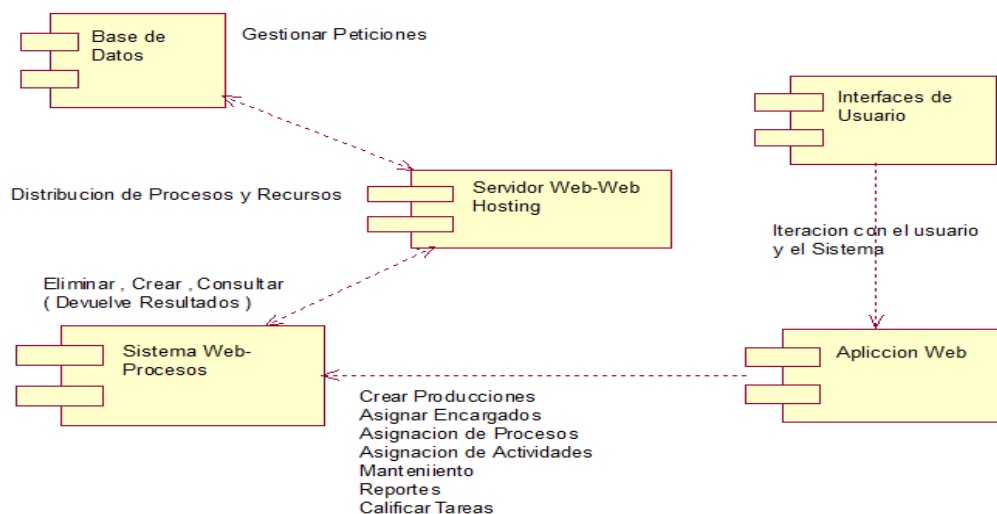 Base de
Datos
Gestionar Peticiones
Interfaces de
Usuario
Distribucion de Procesos y Recursos
Servidor Web-Web
Hosting
Iteracion con el usuario
y el Sistema
Eliminar , Crear , Consultar
( Devuelve Resultados )
Sistema Web-
Procesos
Apliccion Web
Crear Producciones
Asignar Encargados
Asignacion de Procesos
Asignacion de Actividades
Manteniiento
Reportes
Calificar Tareas